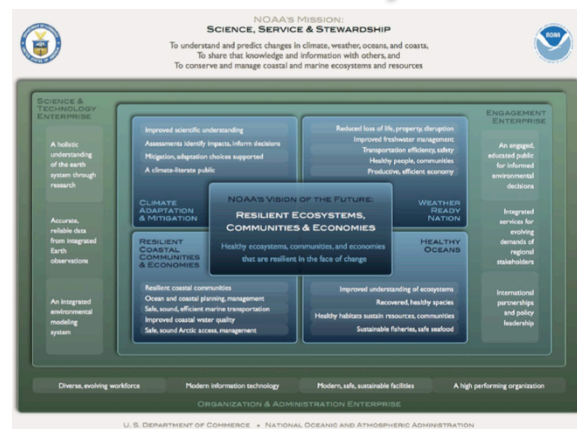 NOAA'S MISSION:
SCIENCE, SERVICE & STEWARDSHIP
To understand and predict changes in climate, weather, oceans, and coasts,
To share that knowledge and information with others, and
To conserve and manage coastal and marine ecosystems and resources
NOAA
SCIENCE &
TECHNOLOGY
ENTERPRISE
A holistic
understanding
of the earth
system through
research
Accurate,
reliable data
from integrated
Earth
observations
An integrated
environmental
modeling
system
Improved scientific understanding
Assessments identify impacts, inform decisions
Mitigation, adaptation choices supported
A climate-literate public
CLIMATE
ADAPTATION
& MITIGATION
Reduced loss of life, property, disruption
Improved freshwater management
Transportation efficiency, safety
Healthy people, communities
Productive, efficient economy
WEATHER
READY
NATION
NOAA'S VISION OF THE FUTURE:
RESILIENT ECOSYSTEMS,
COMMUNITIES & ECONOMIES
Healthy ecosystems, communities, and economies
that are resilient in the face of change
RESILIENT
COASTAL
COMMUNITIES
& ECONOMIES
Resilient coastal communities
Ocean and coastal planning, management
Safe, sound, efficient marine transportation
Improved coastal water quality
Safe, sound Arctic access, management
HEALTHY
OCEANS
Improved understanding of ecosystems
Recovered, healthy species
Healthy habitats sustain resources, communities
Sustainable fisheries, safe seafood
ENGAGEMENT
ENTERPRISE
An engaged,
educated public
for informed
environmental
decisions
Integrated
services for
evolving
demands of
regional
stakeholders
International
partnerships
and policy
leadership
Diverse, evolving workforce
Modern information technology
Modern, safe, sustainable facilities
A high performing organization
ORGANIZATION & ADMINISTRATION ENTERPRISE
U. S. DEPARTMENT OF COMMERCE • NATIONAL OCEANIC AND ATMOSPHERIC ADMINISTRATION